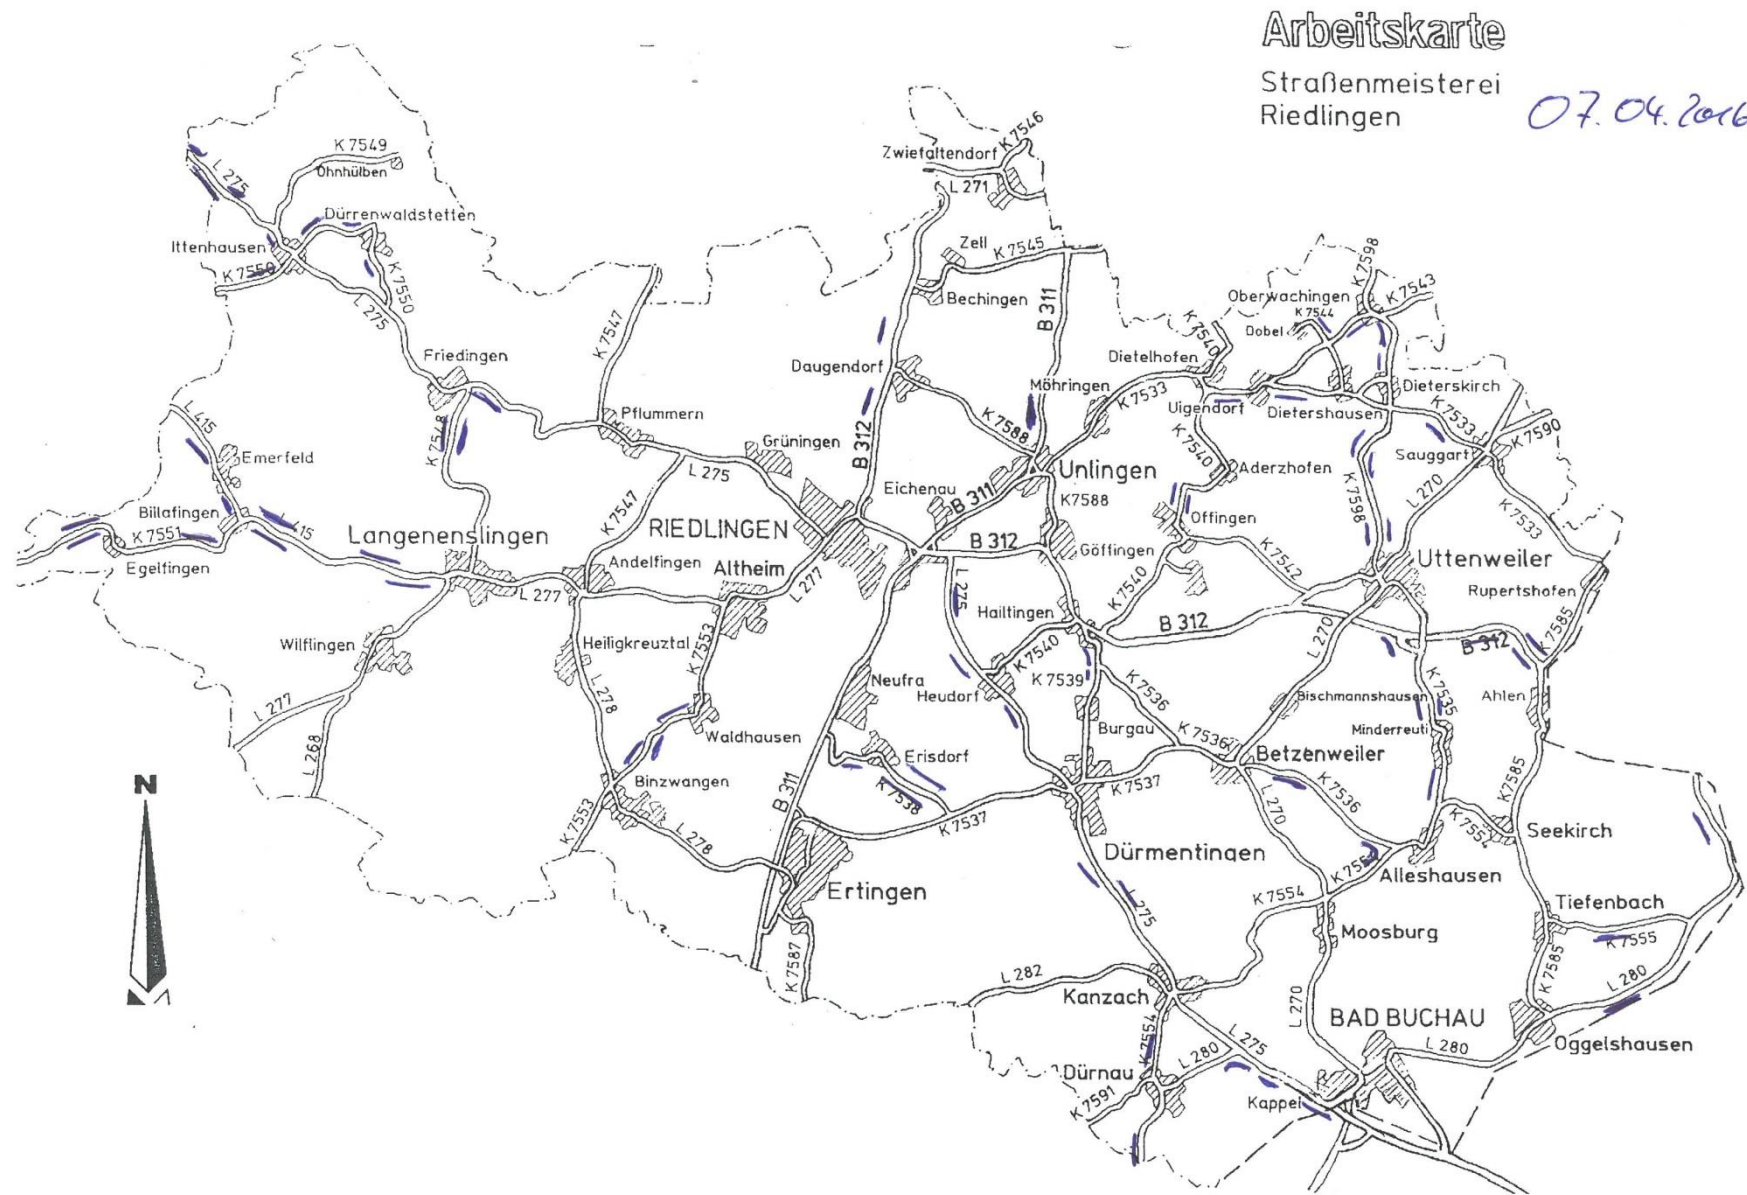 Arbeitskarte
Straßenmeisterei
Riedlingen
07.04.2016
K 7546
Zwiefaltendorf
L 271
K 7549
Ohnhülben
L 275
Dürrenwaldstetten
Ittenhausen
K 7550
K 7550
L 275
Zell
K 7545
Bechingen
B 311
K 7598
Oberwachingen
K 7543
K 7544
Dobel
K 7547
K 7540
Friedingen
Daugendorf
Dietelhofen
Möhringen
K 7533
Uigendorf
Dietershausen
Dieterskirch
L 415
K 7548
Pflummern
Grüningen
B 312
K 7588
K 7533
K 7590
Emerfeld
L 275
Unlingen
K 7540
Aderzhofen
Sauggart
Eichenau
B 311
K7588
L 270
Billafingen
L 415
K 7551
K 7547
K 7598
K 7533
Langenenslingen
RIEDLINGEN
Offingen
B 312
Göffingen
Egelfingen
Andelfingen
Altheim
L 277
L 277
L 275
K 7542
Uttenweiler
Rupertshofen
Hailtingen
K 7540
B 312
L 270
K 7585
B 312
Wilflingen
Heiligkreuztal
K 7553
K 7540
K 7539
K 7536
K 7535
Neufra
Heudorf
Bischmannshausen
Ahlen
L 277
L 278
L 268
Waldhausen
Burgau
Minderreuti
K 7536
Betzenweiler
Erisdorf
K 7538
Binzwangen
K 7537
K 7536
K 7585
N
K 7553
B 311
K 7537
L 270
Seekirch
L 278
Dürmentingen
Alleshausen
Ertingen
L 275
K 7554
Tiefenbach
Moosburg
K 7555
K 7587
K 7585
L 282
Kanzach
L 280
L 270
BAD BUCHAU
K 7554
L 275
L 280
L 280
Oggelshausen
Dürnau
K 7591
Kappel